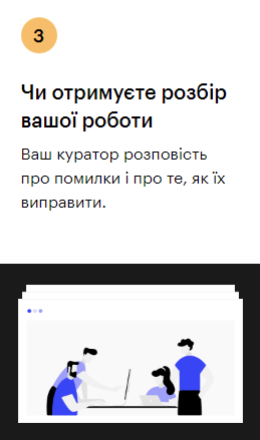 3
Чи отримуєте розбір
вашої роботи
Ваш куратор розповість
про помилки і про те, як їх
виправити.